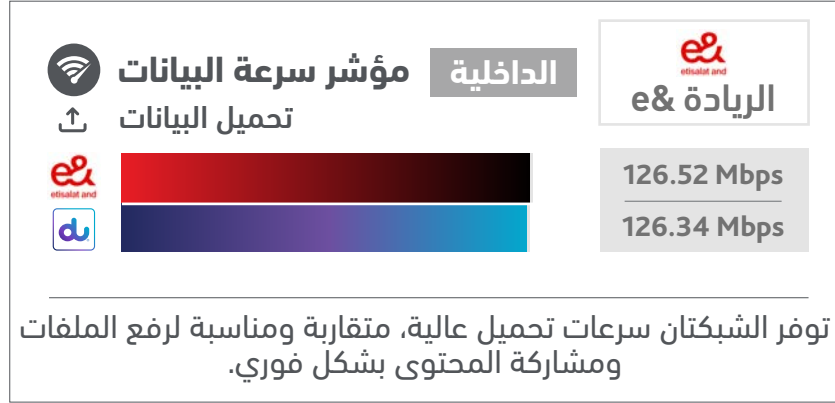 مؤشر سرعة البيانات الداخلية
تحميل البيانات
e&
etisalat and
الريادة &e
e&
etisalat and
126.52 Mbps
du
126.34 Mbps
توفر الشبكتان سرعات تحميل عالية، متقاربة ومناسبة لرفع الملفات
ومشاركة المحتوى بشكل فوري.